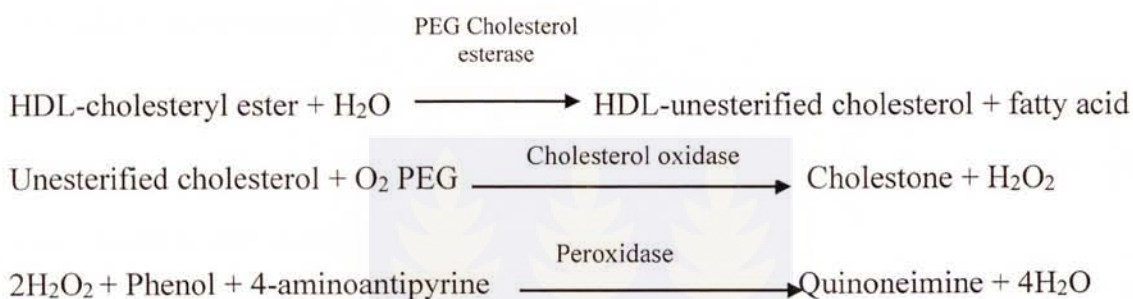 PEG Cholesterol
esterase
HDL-cholesteryl ester + H₂O ⟶ HDL-unesterified cholesterol + fatty acid
Cholesterol oxidase
Unesterified cholesterol + O₂ PEG ⟶ Cholestone + H₂O₂
Peroxidase
2H₂O₂ + Phenol + 4-aminoantipyrine ⟶ Quinoneimine + 4H₂O